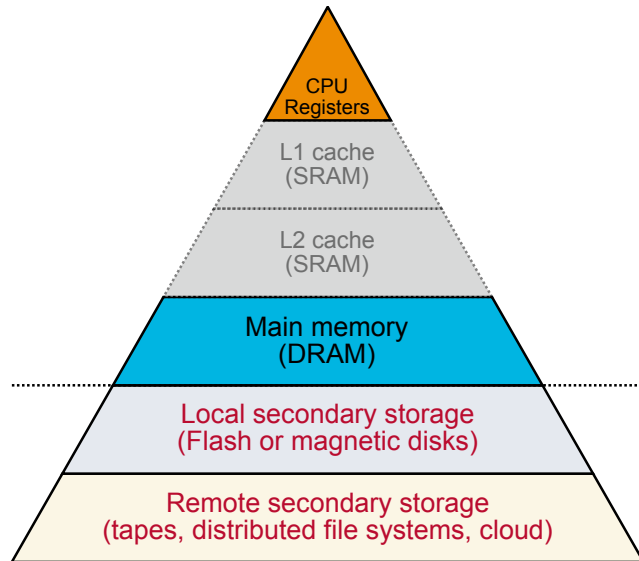 CPU
Registers
L1 cache
(SRAM)
L2 cache
(SRAM)
Main memory
(DRAM)
Local secondary storage
(Flash or magnetic disks)
Remote secondary storage
(tapes, distributed file systems, cloud)